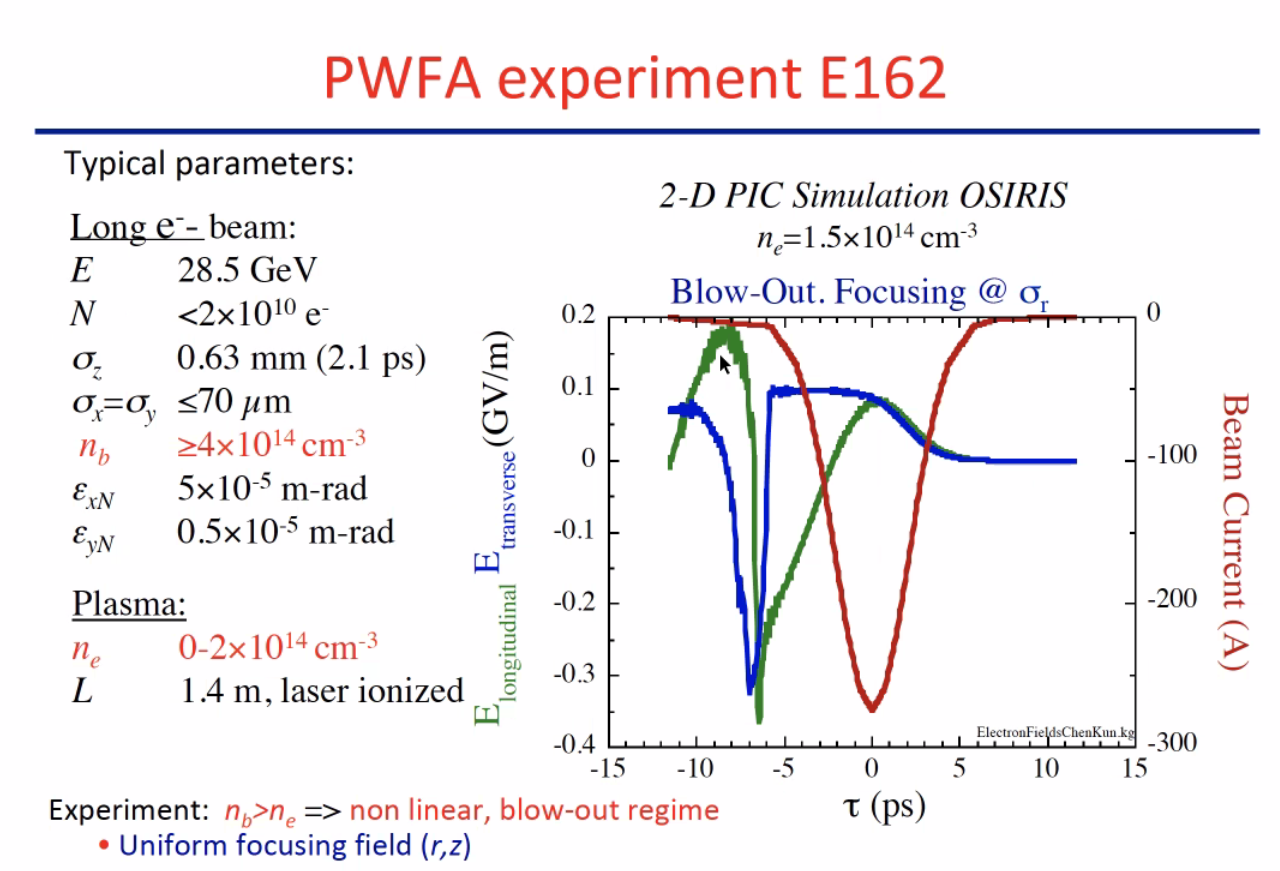 PWFA experiment E162
Typical parameters:
Long e⁻- beam:
E 28.5 GeV
N <2×10¹⁰ e⁻
σz 0.63 mm (2.1 ps)
σx=σy ≤70 µm
nb ≥4×10¹⁴ cm⁻³
εxN 5×10⁻⁵ m-rad
εyN 0.5×10⁻⁵ m-rad
Plasma:
ne 0-2×10¹⁴ cm⁻³
L 1.4 m, laser ionized
2-D PIC Simulation OSIRIS
ne=1.5×10¹⁴ cm⁻³
Blow-Out. Focusing @ σr
Elongitudinal Etransverse (GV/m)
0.2
0.1
0
-0.1
-0.2
-0.3
-0.4
0
-100
-200
-300
Beam Current (A)
ElectronFieldsChenKun.kg
-15 -10 -5 0 5 10 15
τ (ps)
Experiment: nb>ne => non linear, blow-out regime
• Uniform focusing field (r,z)